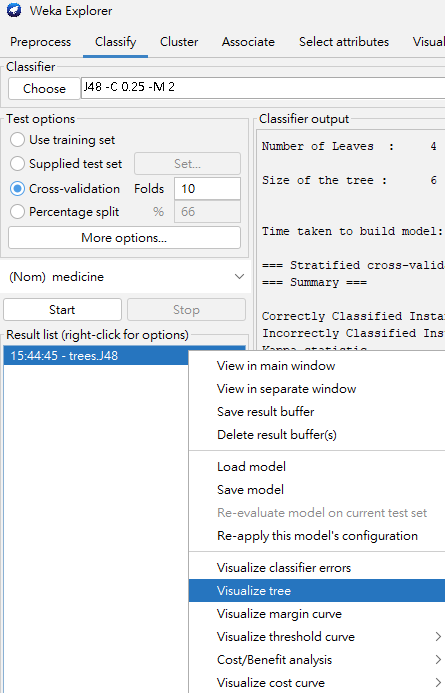 Weka Explorer
Preprocess Classify Cluster Associate Select attributes Visual
Classifier
Choose J48 -C 0.25 -M 2
Test options
Use training set
Supplied test set Set...
Cross-validation Folds 10
Percentage split % 66
More options...
(Nom) medicine
Start Stop
Result list (right-click for options)
15:44:45 - trees.J48
Classifier output
Number of Leaves : 4
Size of the tree : 6
Time taken to build model:
=== Stratified cross-valid
=== Summary ===
Correctly Classified Instan
Incorrectly Classified Inst
Kappa statistic
View in main window
View in separate window
Save result buffer
Delete result buffer(s)
Load model
Save model
Re-evaluate model on current test set
Re-apply this model's configuration
Visualize classifier errors
Visualize tree
Visualize margin curve
Visualize threshold curve
Cost/Benefit analysis
Visualize cost curve